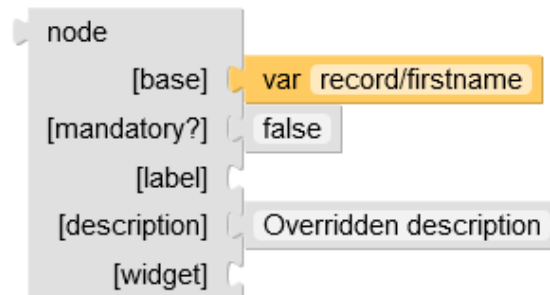 node
[base] var record/firstname
[mandatory?] false
[label]
[description] Overridden description
[widget]